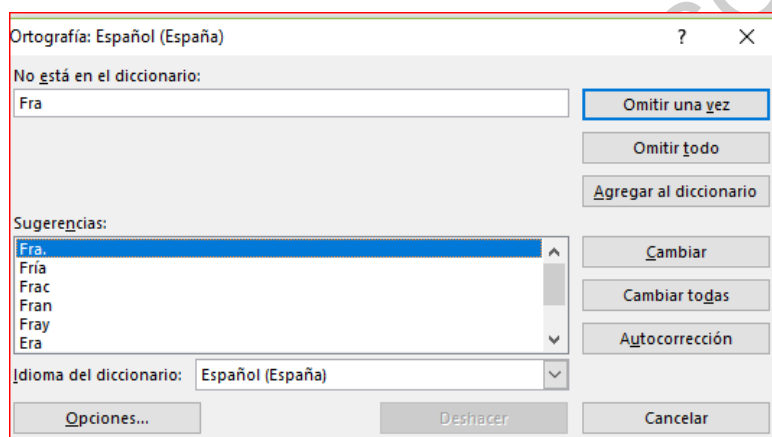 Ortografía: Español (España) ? ×
No está en el diccionario:
Fra
Omitir una vez
Omitir todo
Agregar al diccionario
Sugerencias:
Fra.
Fría
Frac
Fran
Fray
Era
Cambiar
Cambiar todas
Autocorrección
Idioma del diccionario: Español (España)
Opciones... Deshacer Cancelar